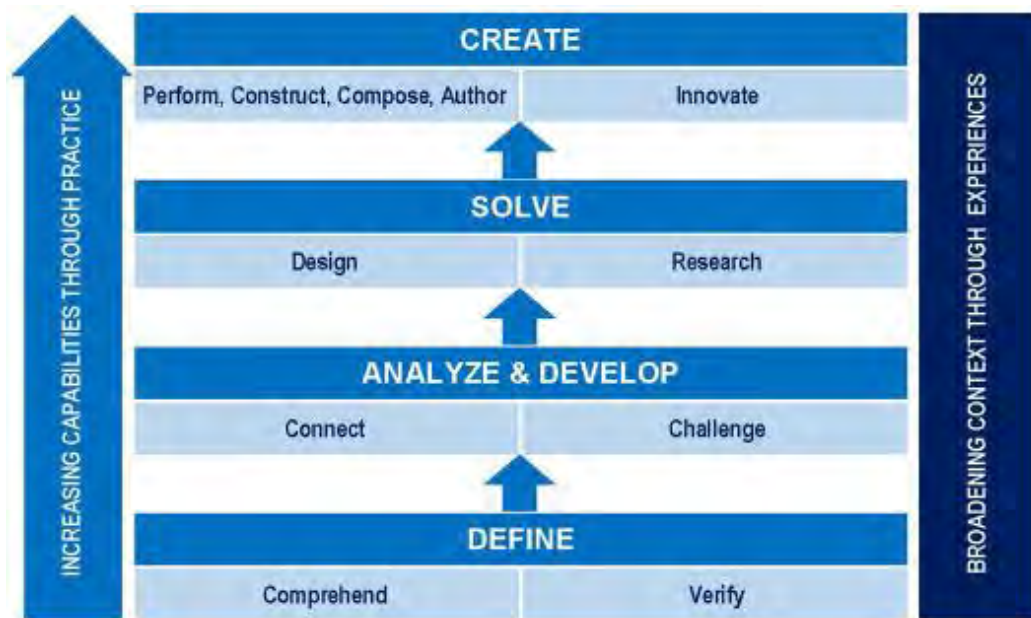 INCREASING CAPABILITIES THROUGH PRACTICE
CREATE
Perform, Construct, Compose, Author
Innovate
SOLVE
Design
Research
ANALYZE & DEVELOP
Connect
Challenge
DEFINE
Comprehend
Verify
BROADENING CONTEXT THROUGH EXPERIENCES